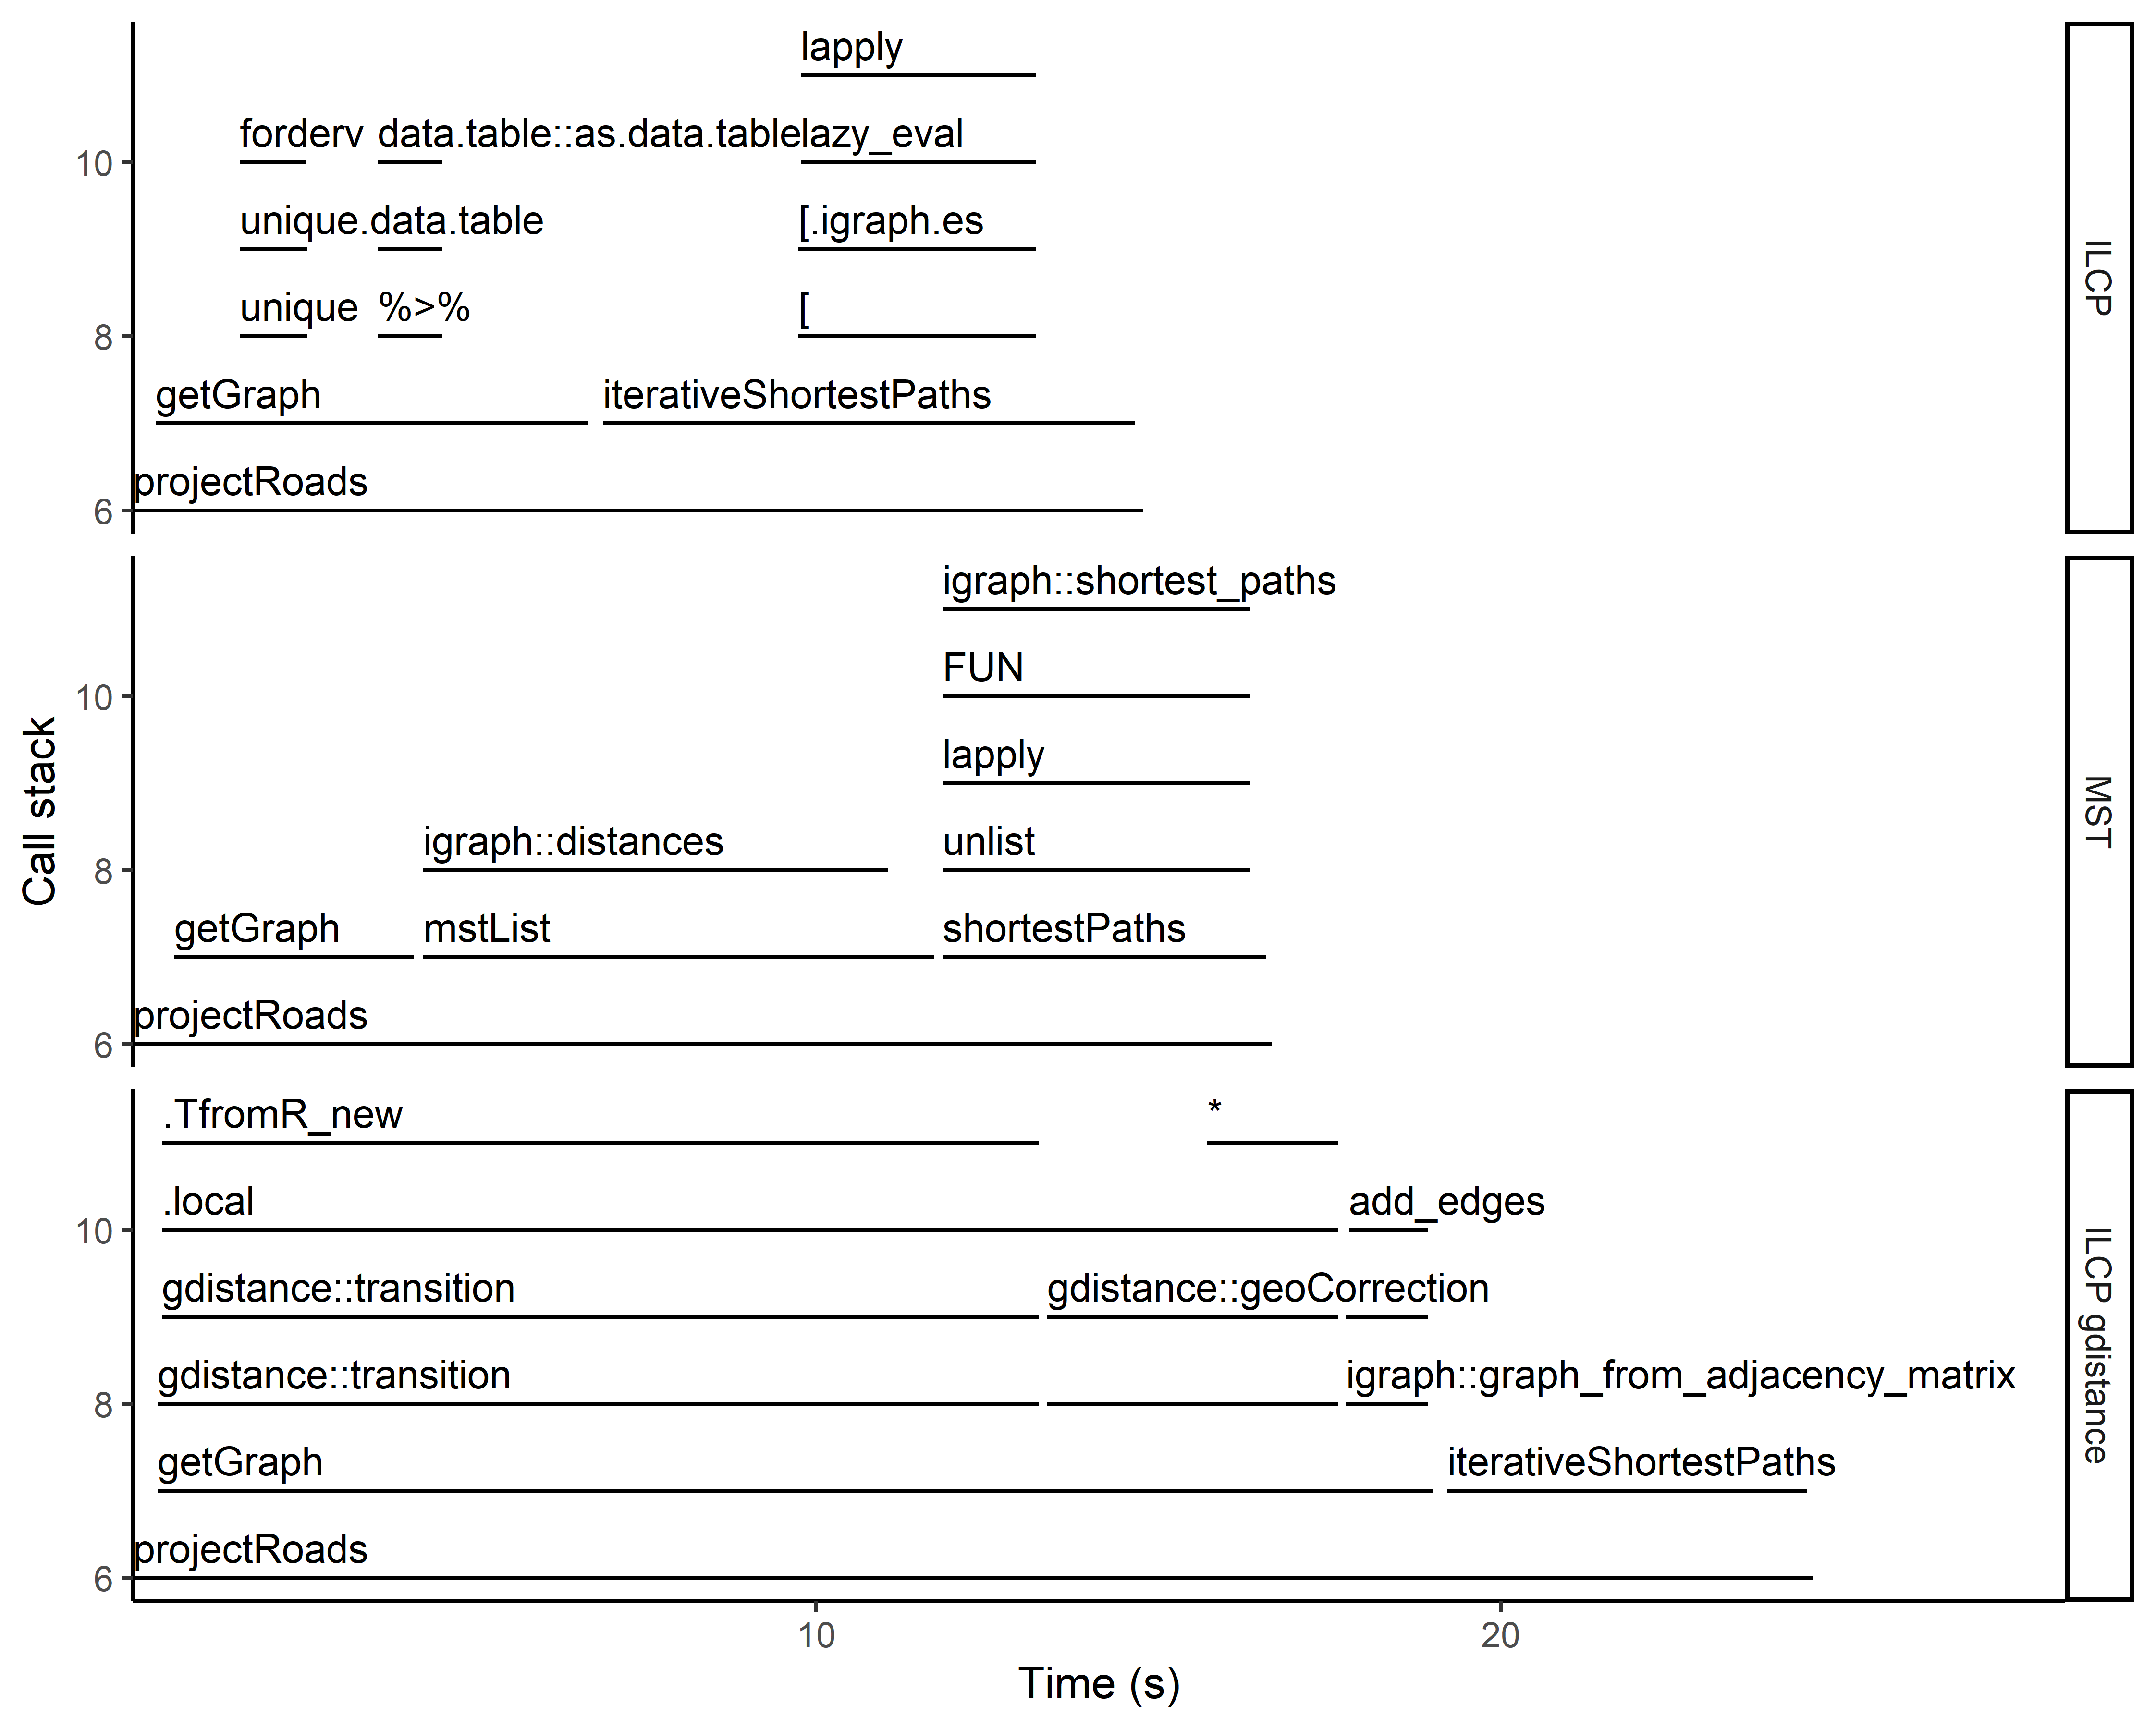 lapply
10
forderv data.table::as.data.tablelazy_eval
unique.data.table [.igraph.es
8
unique %>% [
getGraph iterativeShortestPaths
6
projectRoads
ILCP
igraph::shortest_paths
10
FUN
lapply
8
igraph::distances unlist
getGraph mstList shortestPaths
6
projectRoads
MST
Call stack
.TfromR_new *
10
.local add_edges
gdistance::transition gdistance::geoCorrection
8
gdistance::transition igraph::graph_from_adjacency_matrix
getGraph iterativeShortestPaths
6
projectRoads
ILCP gdistance
10 20
Time (s)